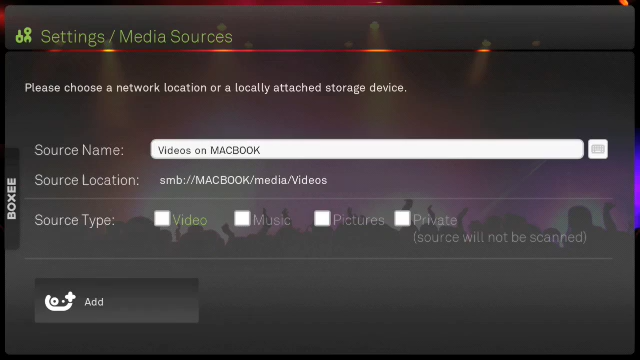 Settings / Media Sources
Please choose a network location or a locally attached storage device.
Source Name: Videos on MACBOOK
Source Location: smb://MACBOOK/media/Videos
BOXEE
Source Type: Video Music Pictures Private
(source will not be scanned)
Add